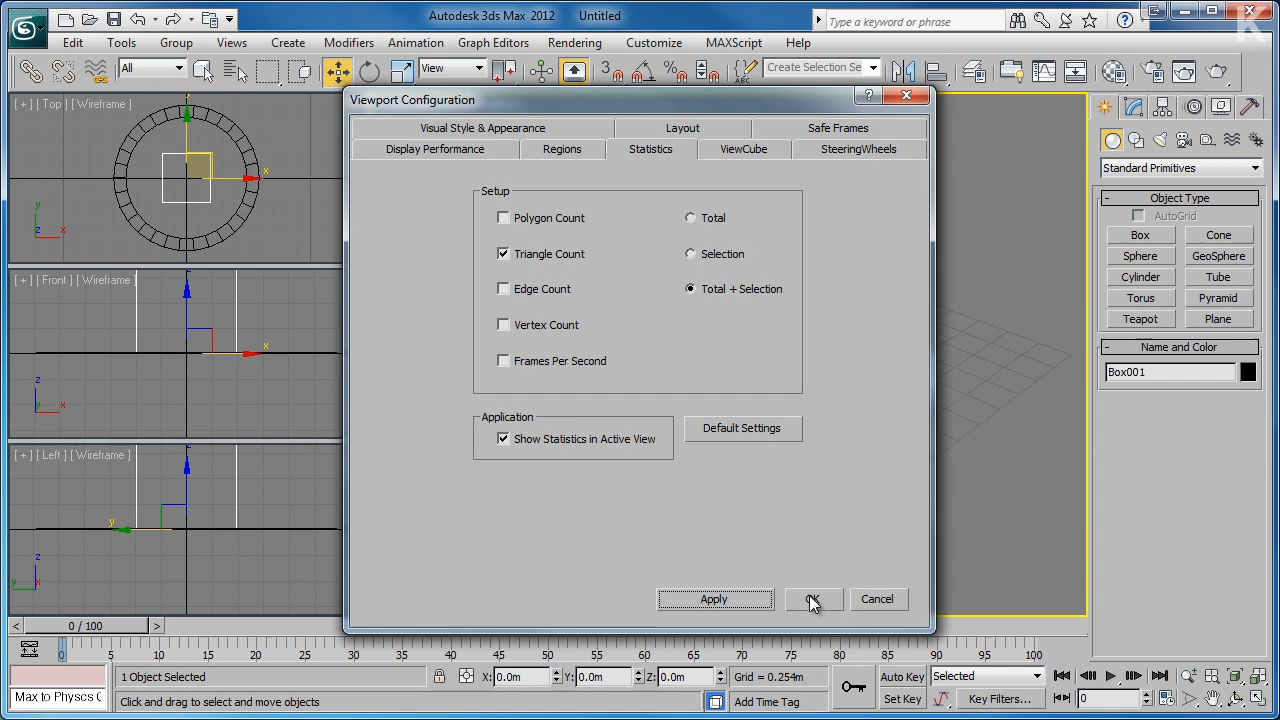 Autodesk 3ds Max 2012 Untitled
Type a keyword or phrase
K
Edit Tools Group Views Create Modifiers Animation Graph Editors Rendering Customize MAXScript Help
All
View
3
Create Selection Se
[ + ] [ Top ] [ Wireframe ]
y
x
y
z x
[ + ] [ Front ] [ Wireframe ]
z
x
z
y x
[ + ] [ Left ] [ Wireframe ]
z
y
z
y x
Viewport Configuration
Visual Style & Appearance Layout Safe Frames
Display Performance Regions Statistics ViewCube SteeringWheels
Setup
Polygon Count Total
Triangle Count Selection
Edge Count Total + Selection
Vertex Count
Frames Per Second
Application
Show Statistics in Active View
Default Settings
Apply OK Cancel
Standard Primitives
- Object Type
AutoGrid
Box Cone
Sphere GeoSphere
Cylinder Tube
Torus Pyramid
Teapot Plane
- Name and Color
Box001
< 0 / 100 >
0 5 10 15 20 25 30 35 40 45 50 55 60 65 70 75 80 85 90 95 100
1 Object Selected X: 0.0m Y: 0.0m Z: 0.0m Grid = 0.254m Auto Key Selected
Max to Physcs C Click and drag to select and move objects Add Time Tag Set Key Key Filters... 0